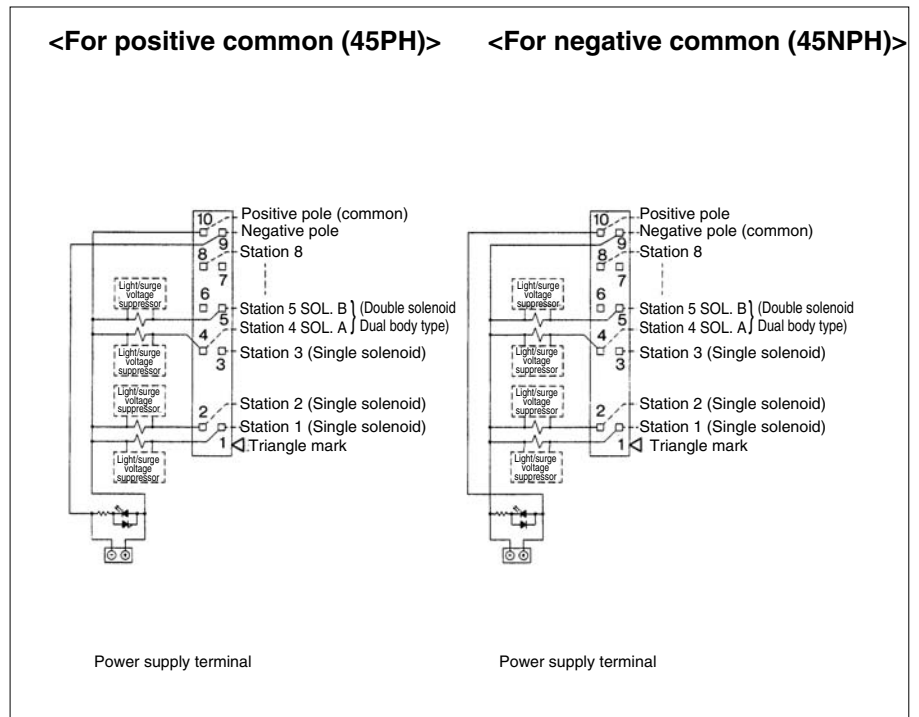 <For positive common (45PH)>
10
Positive pole (common)
Negative pole
9
8
Station 8
7
Light/surge
voltage
suppressor
6
Station 5 SOL. B
(Double solenoid
5
4
Station 4 SOL. A
Dual body type)
Light/surge
voltage
suppressor
Station 3 (Single solenoid)
3
Light/surge
voltage
suppressor
2
Station 2 (Single solenoid)
Station 1 (Single solenoid)
1
Triangle mark
Light/surge
voltage
suppressor
Power supply terminal
<For negative common (45NPH)>
10
Positive pole
Negative pole (common)
9
8
Station 8
7
Light/surge
voltage
suppressor
6
Station 5 SOL. B
(Double solenoid
5
4
Station 4 SOL. A
Dual body type)
Light/surge
voltage
suppressor
Station 3 (Single solenoid)
3
Light/surge
voltage
suppressor
2
Station 2 (Single solenoid)
Station 1 (Single solenoid)
1
Triangle mark
Light/surge
voltage
suppressor
Power supply terminal